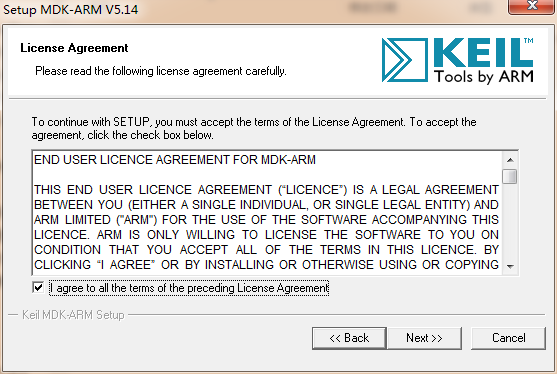 Setup MDK-ARM V5.14
License Agreement
Please read the following license agreement carefully.
KEIL™
Tools by ARM
To continue with SETUP, you must accept the terms of the License Agreement. To accept the
agreement, click the check box below.
END USER LICENCE AGREEMENT FOR MDK-ARM
THIS END USER LICENCE AGREEMENT (“LICENCE”) IS A LEGAL AGREEMENT
BETWEEN YOU (EITHER A SINGLE INDIVIDUAL, OR SINGLE LEGAL ENTITY) AND
ARM LIMITED ("ARM") FOR THE USE OF THE SOFTWARE ACCOMPANYING THIS
LICENCE. ARM IS ONLY WILLING TO LICENSE THE SOFTWARE TO YOU ON
CONDITION THAT YOU ACCEPT ALL OF THE TERMS IN THIS LICENCE. BY
CLICKING “I AGREE” OR BY INSTALLING OR OTHERWISE USING OR COPYING
I agree to all the terms of the preceding License Agreement
Keil MDK-ARM Setup
<< Back
Next >>
Cancel